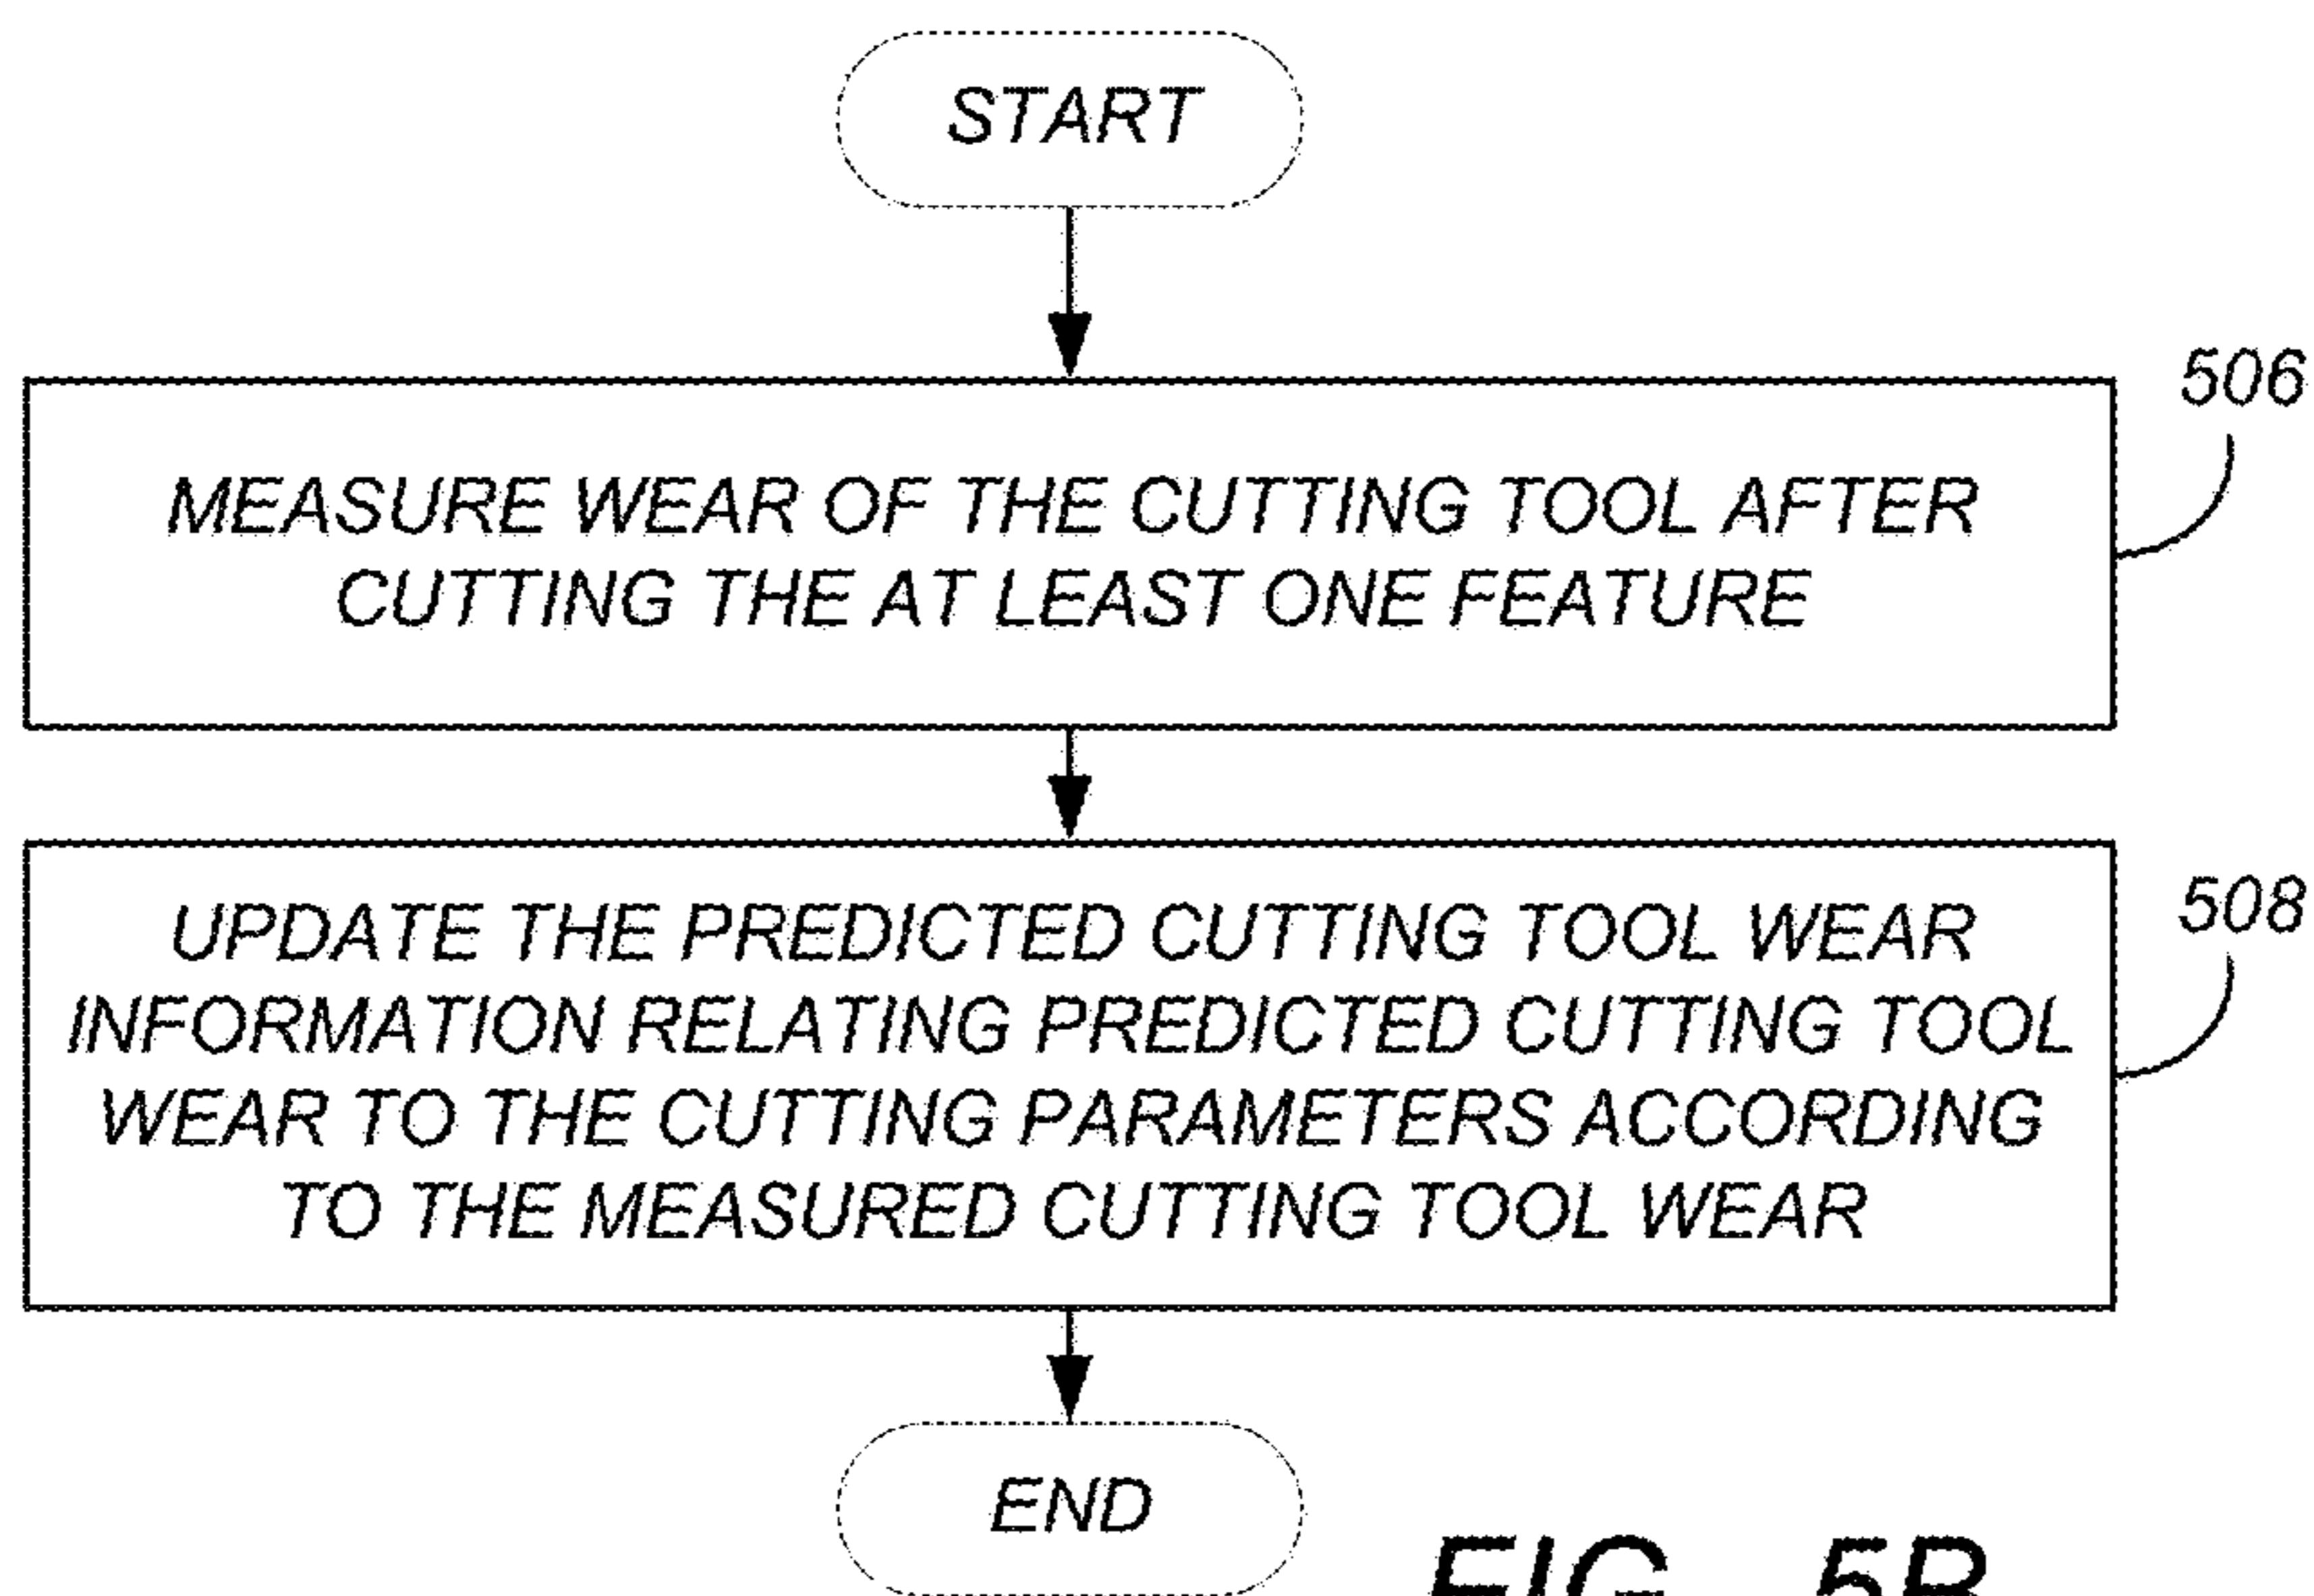 START
506
MEASURE WEAR OF THE CUTTING TOOL AFTER
CUTTING THE AT LEAST ONE FEATURE
508
UPDATE THE PREDICTED CUTTING TOOL WEAR
INFORMATION RELATING PREDICTED CUTTING TOOL
WEAR TO THE CUTTING PARAMETERS ACCORDING
TO THE MEASURED CUTTING TOOL WEAR
END
FIG. 5B